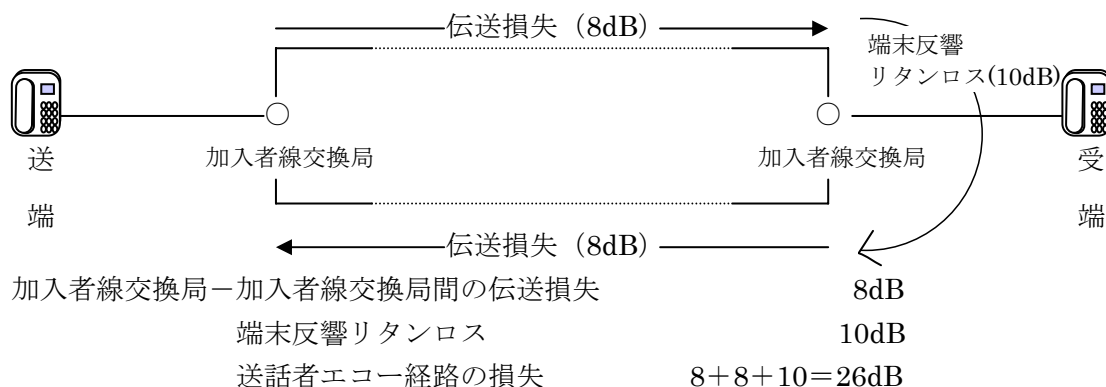 伝送損失（8dB）
端末反響
リタンロス(10dB)
送
端
加入者線交換局
加入者線交換局
受
端
伝送損失（8dB）
加入者線交換局－加入者線交換局間の伝送損失 8dB
端末反響リタンロス 10dB
送話者エコー経路の損失 8＋8＋10＝26dB